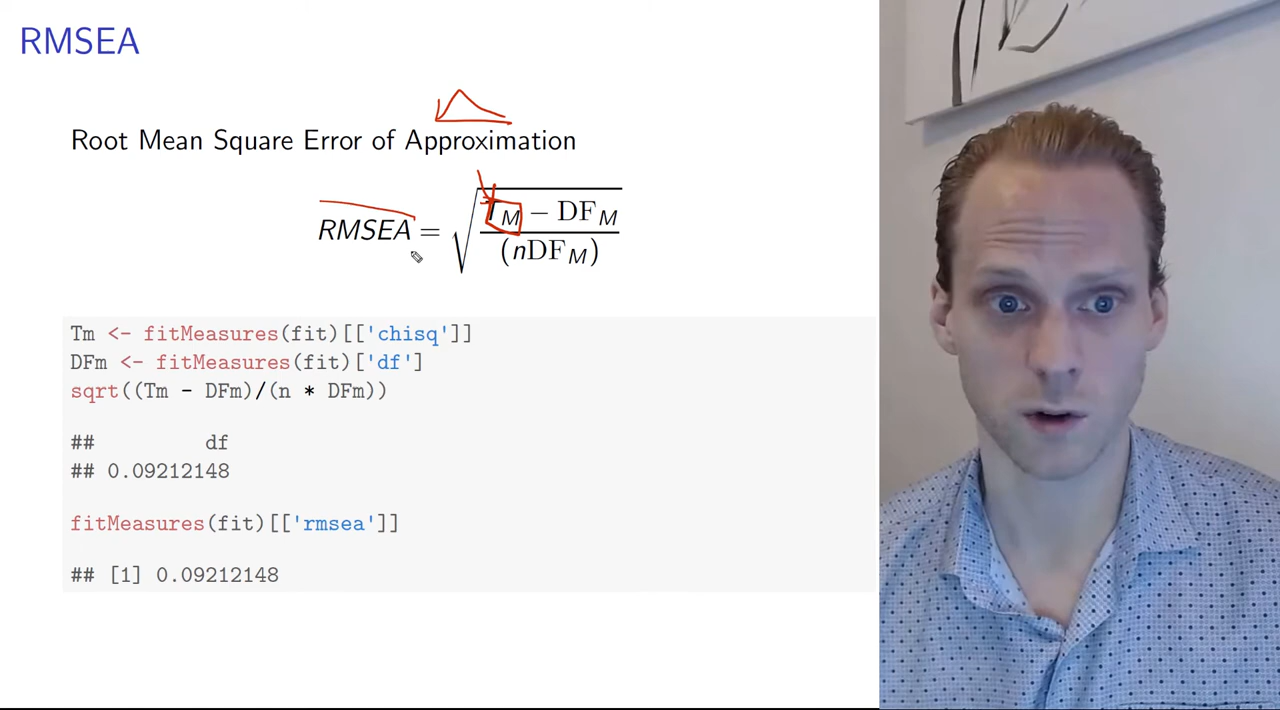 RMSEA
Root Mean Square Error of Approximation
RMSEA = √((T_M − DF_M)/(nDF_M))
Tm <- fitMeasures(fit)[['chisq']]
DFm <- fitMeasures(fit)['df']
sqrt((Tm - DFm)/(n * DFm))
## df
## 0.09212148
fitMeasures(fit)[['rmsea']]
## [1] 0.09212148